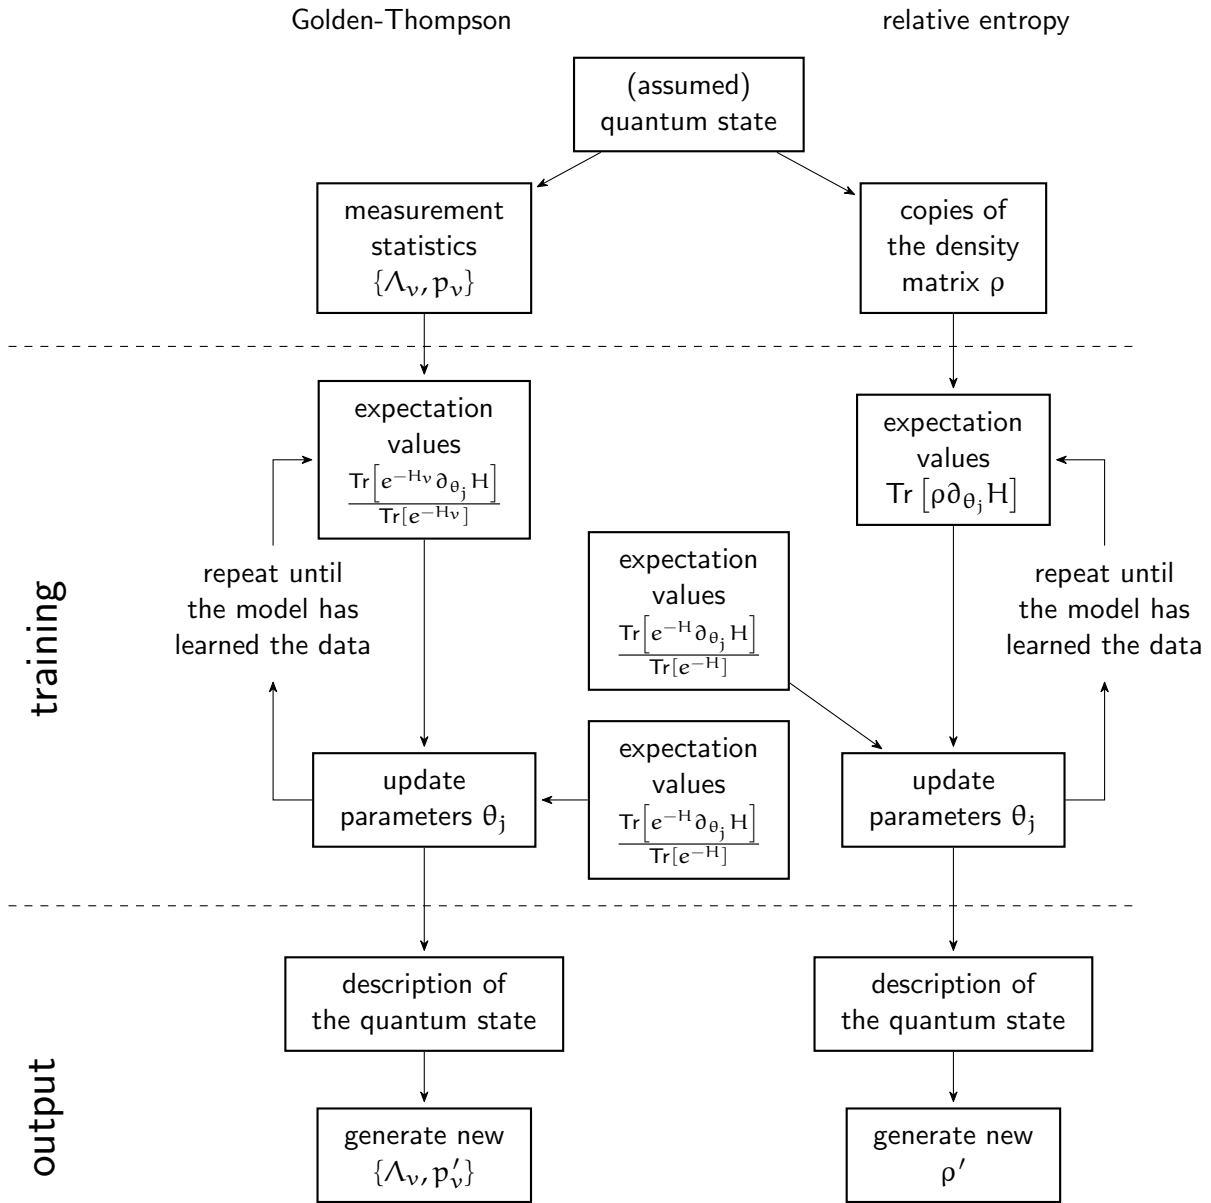 Golden-Thompson
relative entropy
(assumed)
quantum state
measurement
statistics
{Λ_ν, p_ν}
copies of
the density
matrix ρ
training
expectation
values
Tr[e^{-H_ν} ∂_{θ_j} H]
Tr[e^{-H_ν}]
expectation
values
Tr [ρ∂_{θ_j} H]
repeat until
the model has
learned the data
expectation
values
Tr[e^{-H} ∂_{θ_j} H]
Tr[e^{-H}]
repeat until
the model has
learned the data
update
parameters θ_j
expectation
values
Tr[e^{-H} ∂_{θ_j} H]
Tr[e^{-H}]
update
parameters θ_j
output
description of
the quantum state
description of
the quantum state
generate new
{Λ_ν, p′_ν}
generate new
ρ′